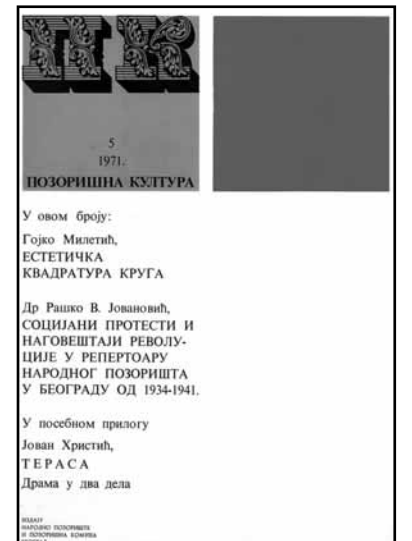 ПК
5
1971.
ПОЗОРИШНА КУЛТУРА
У овом броју:
Гојко Милетић,
ЕСТЕТИЧКА
КВАДРАТУРА КРУГА
Др Рашко В. Јовановић,
СОЦИЈАНИ ПРОТЕСТИ И
НАГОВЕШТАЈИ РЕВОЛУ-
ЦИЈЕ У РЕПЕРТОАРУ
НАРОДНОГ ПОЗОРИШТА
У БЕОГРАДУ ОД 1934-1941.
У посебном прилогу
Јован Христић,
ТЕРАСА
Драма у два дела
ИЗДАЈУ
НАРОДНО ПОЗОРИШТЕ
И ПОЗОРИШНА КОМУНА